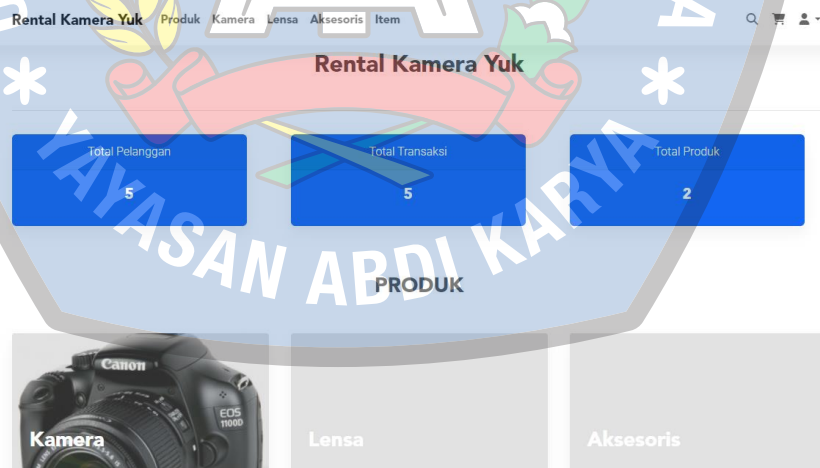 Rental Kamera Yuk Produk Kamera Lensa Aksesoris Item
Rental Kamera Yuk
Total Pelanggan Total Transaksi Total Produk
5 5 2
YAYASAN ABDI KARYA
PRODUK
Canon
EOS
1100D
Kamera Lensa Aksesoris